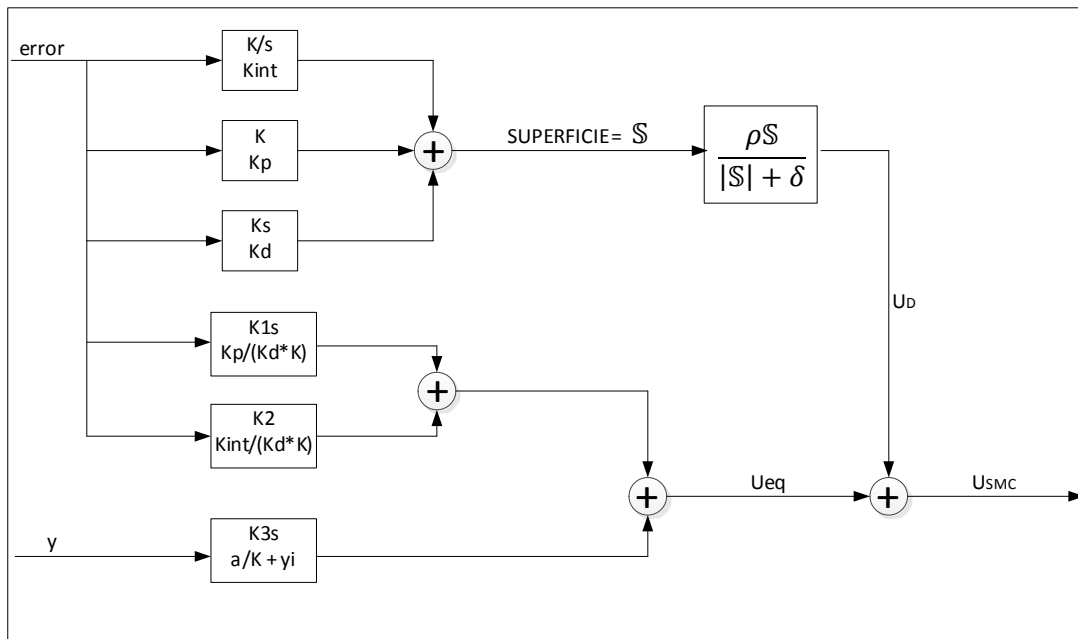 error
K/s
Kint
K
Kp
+
SUPERFICIE= 𝕊
ρ𝕊
|𝕊| + δ
Ks
Kd
UD
K1s
Kp/(Kd*K)
+
K2
Kint/(Kd*K)
+
Ueq
+
USMC
y
K3s
a/K + yi